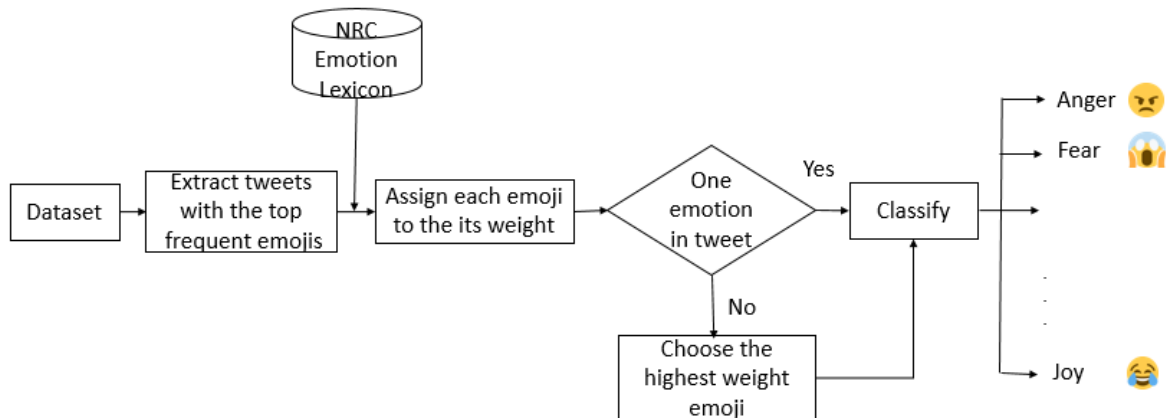 NRC
Emotion
Lexicon
Dataset
Extract tweets
with the top
frequent emojis
Assign each emoji
to the its weight
One
emotion
in tweet
Yes
No
Choose the
highest weight
emoji
Classify
Anger 😠
Fear 😱
.
.
.
Joy 😂